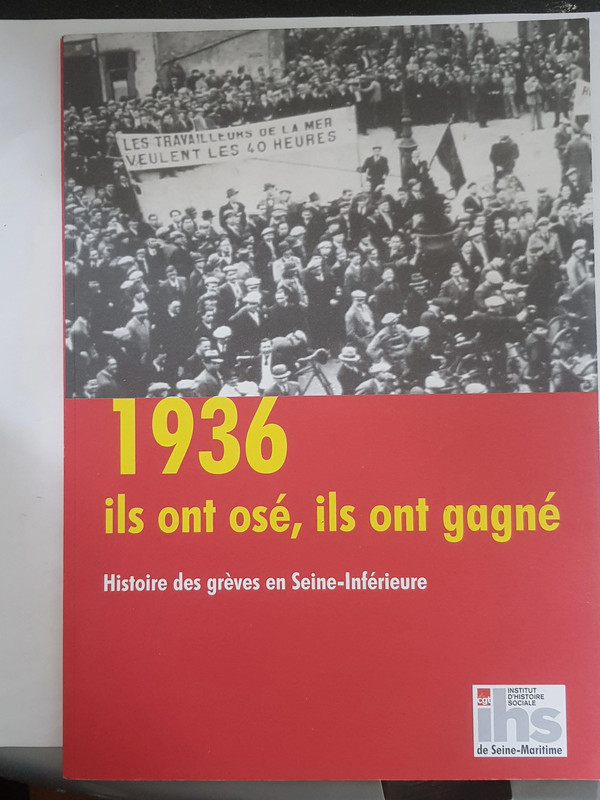 LES TRAVAILLEURS DE LA MER
VEULENT LES 40 HEURES
1936
ils ont osé, ils ont gagné
Histoire des grèves en Seine-Inférieure
cgt
INSTITUT
D'HISTOIRE
SOCIALE
ihs
de Seine-Maritime